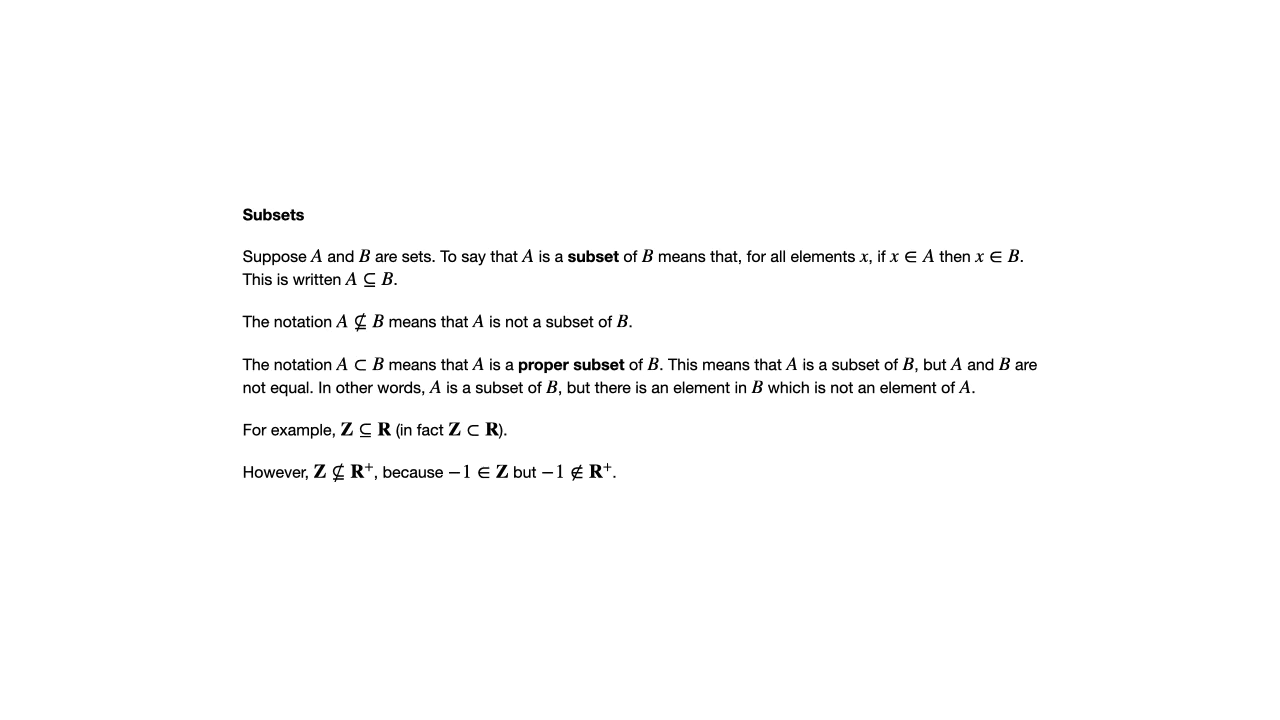 Subsets
Suppose A and B are sets. To say that A is a subset of B means that, for all elements x, if x ∈ A then x ∈ B.
This is written A ⊆ B.
The notation A ⊈ B means that A is not a subset of B.
The notation A ⊂ B means that A is a proper subset of B. This means that A is a subset of B, but A and B are
not equal. In other words, A is a subset of B, but there is an element in B which is not an element of A.
For example, Z ⊆ R (in fact Z ⊂ R).
However, Z ⊈ R⁺, because −1 ∈ Z but −1 ∉ R⁺.